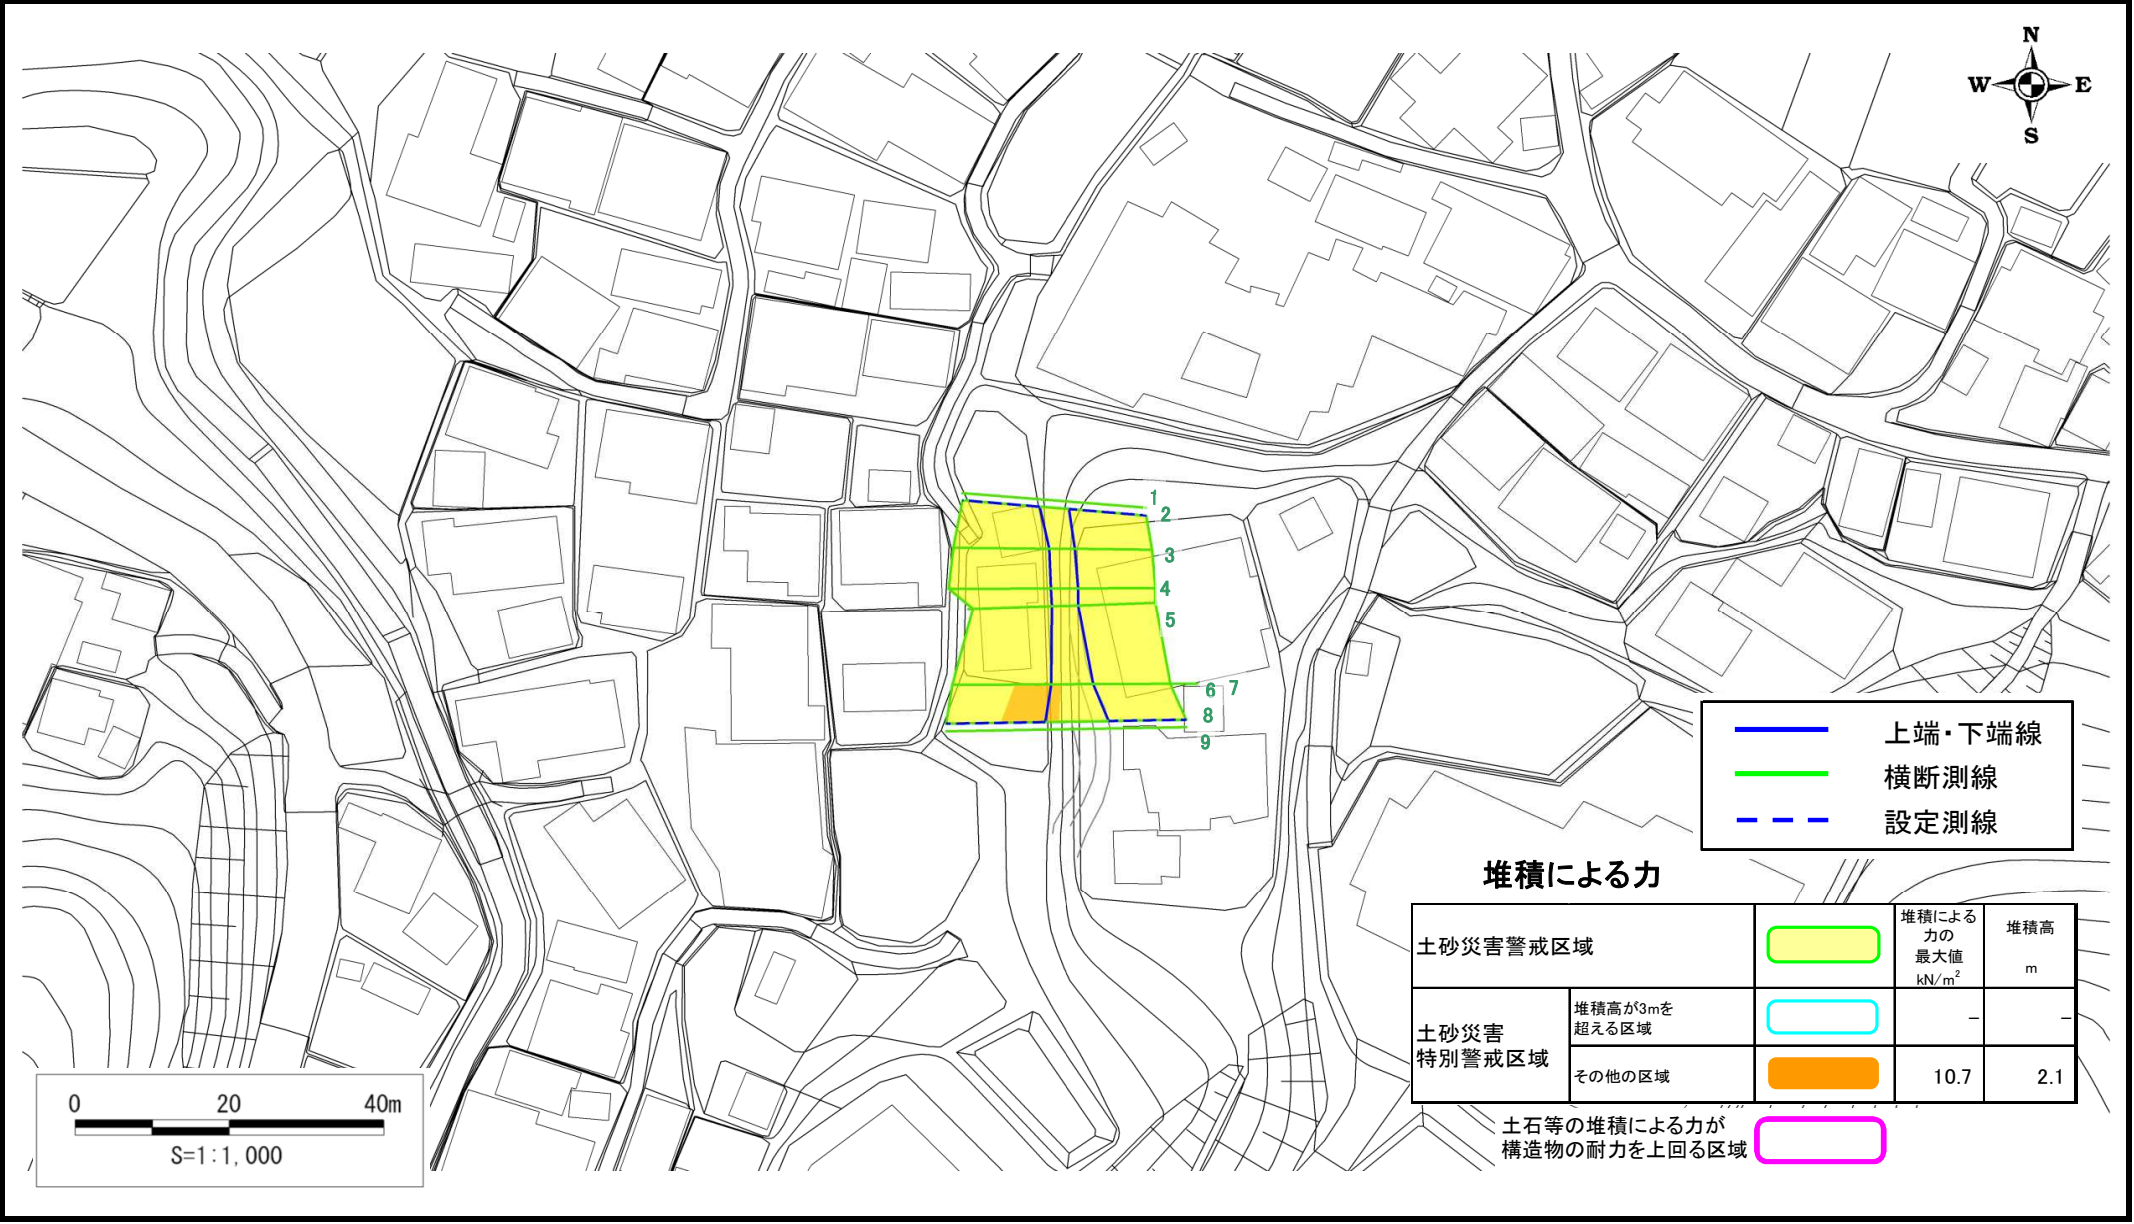 N
W E
S
1
2
3
4
5
6 7
8
9
上端・下端線
横断測線
設定測線
堆積による力
土砂災害警戒区域
堆積による
力の
最大値
kN/m²
堆積高
m
土砂災害
特別警戒区域
堆積高が3mを
超える区域
－ －
その他の区域
10.7 2.1
土石等の堆積による力が
構造物の耐力を上回る区域
0 20 40m
S=1:1,000